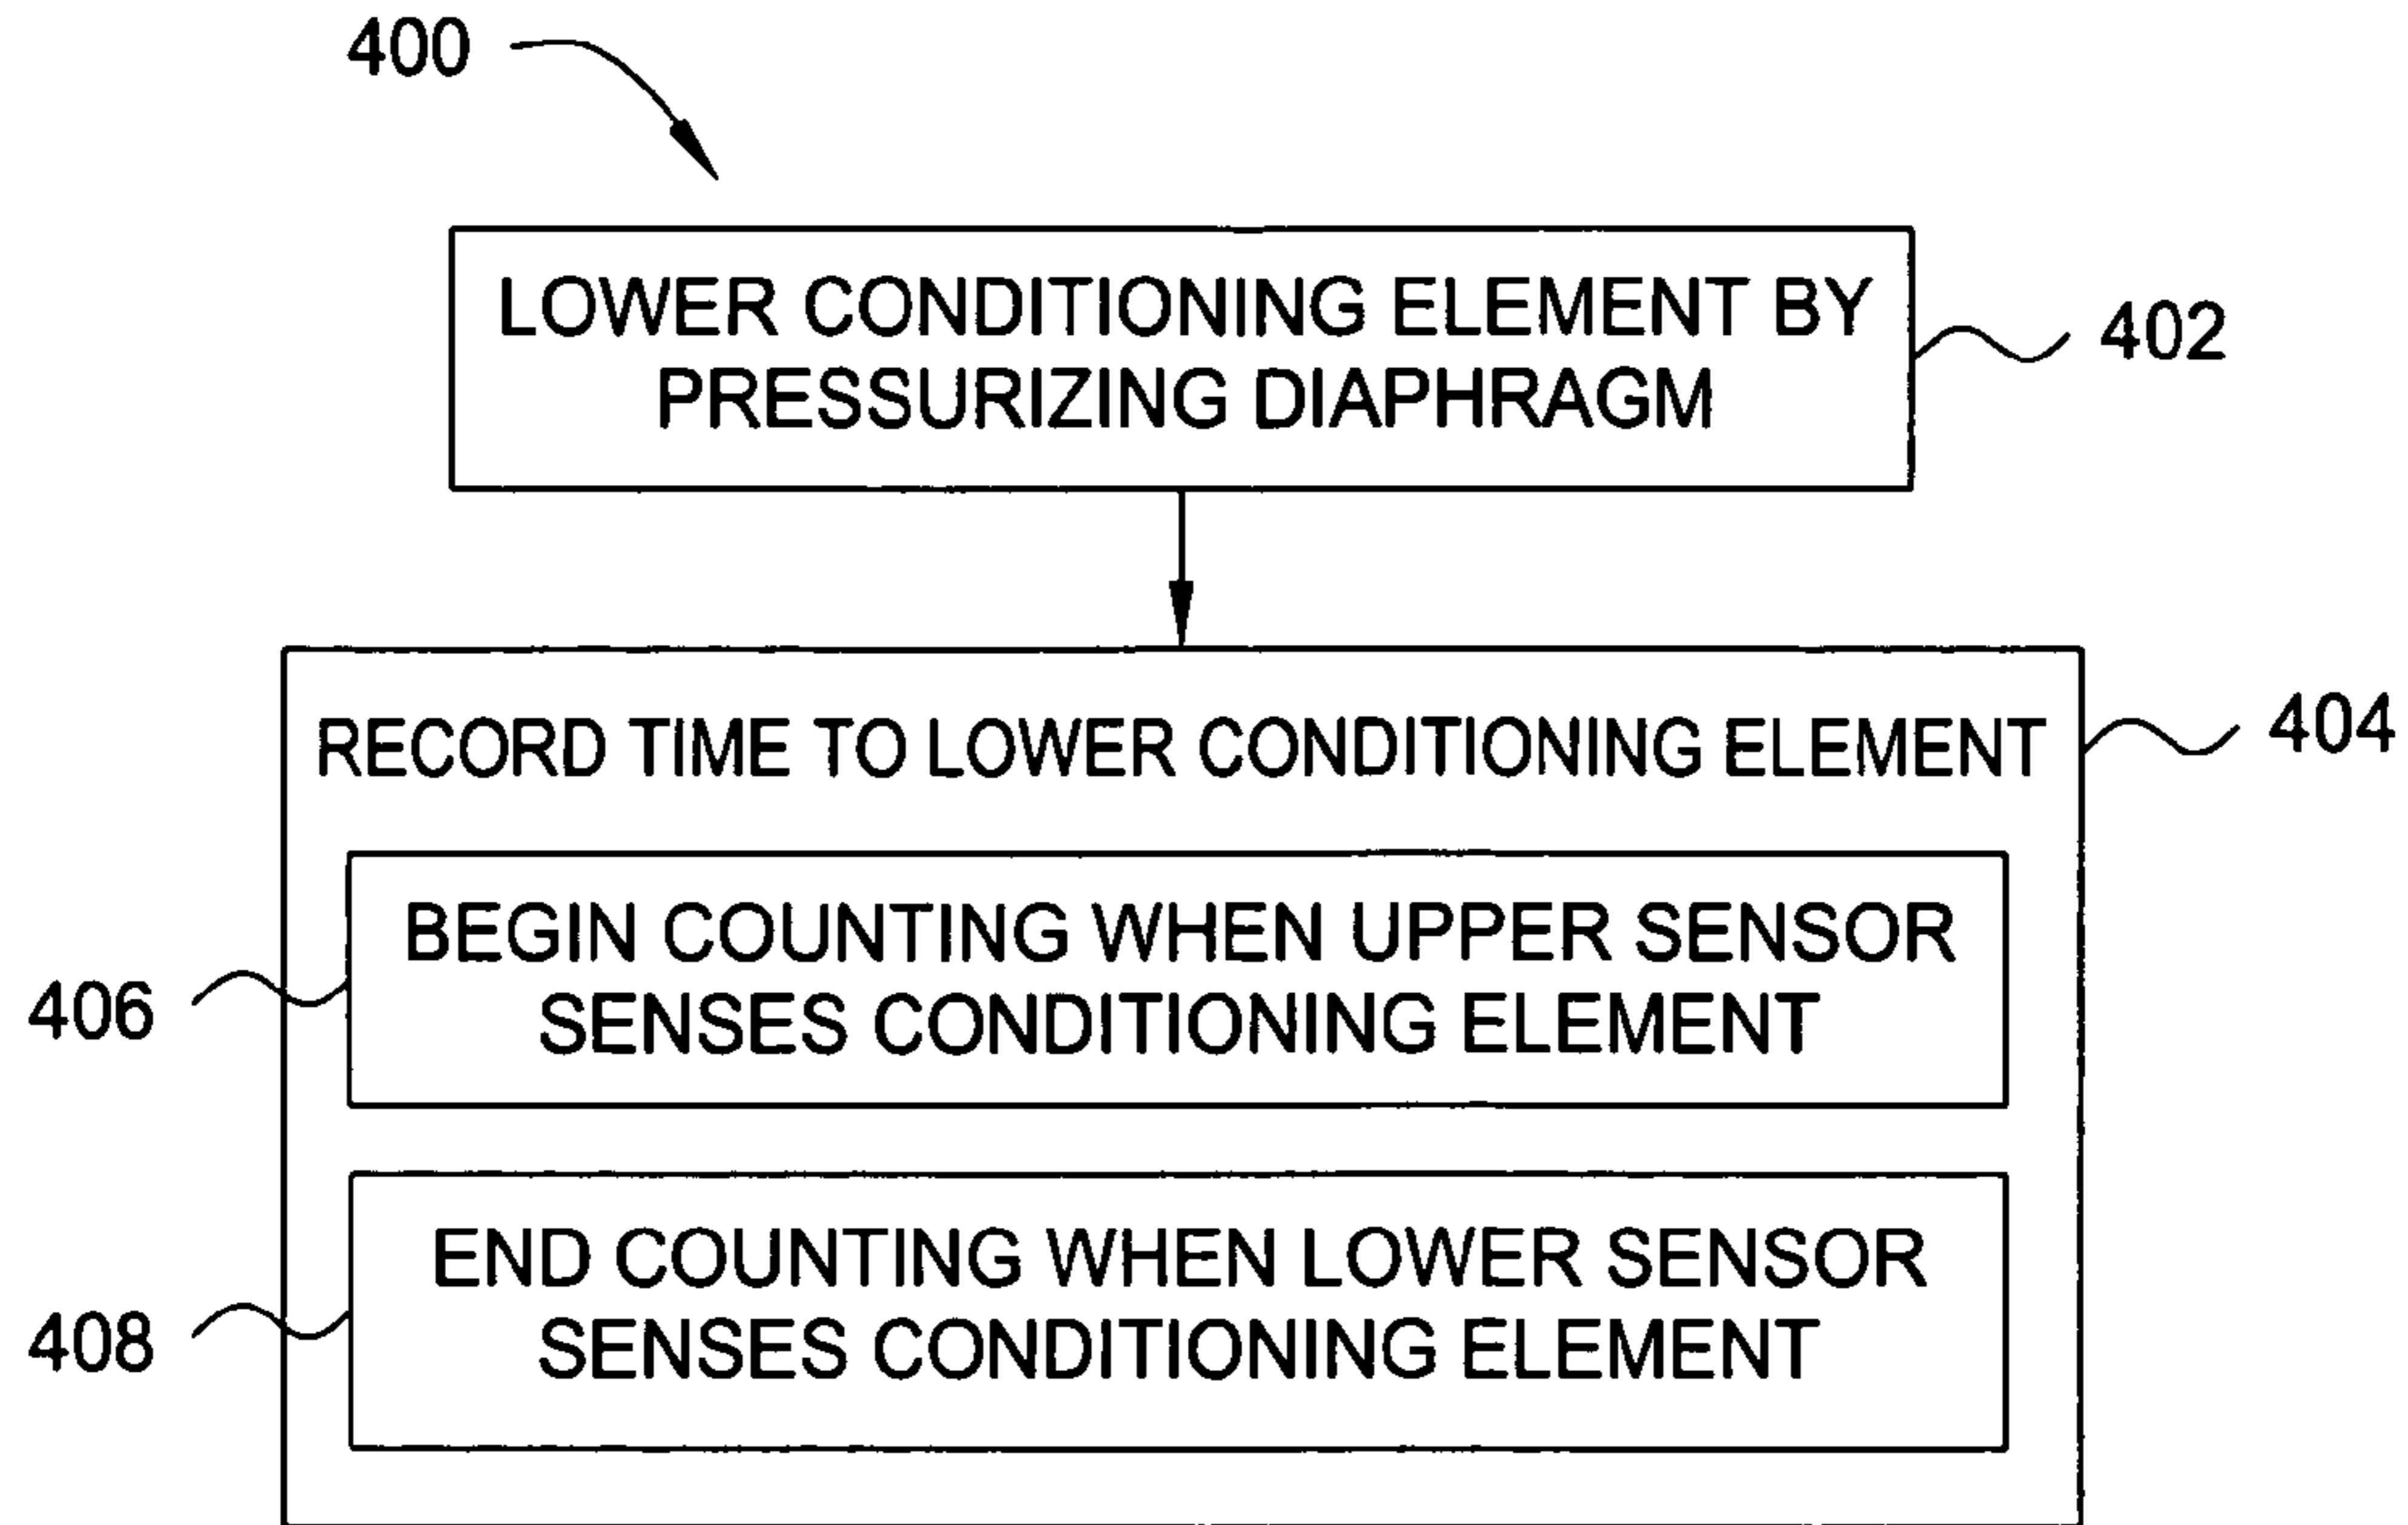 400
LOWER CONDITIONING ELEMENT BY
PRESSURIZING DIAPHRAGM
402
RECORD TIME TO LOWER CONDITIONING ELEMENT
404
BEGIN COUNTING WHEN UPPER SENSOR
SENSES CONDITIONING ELEMENT
406
END COUNTING WHEN LOWER SENSOR
SENSES CONDITIONING ELEMENT
408